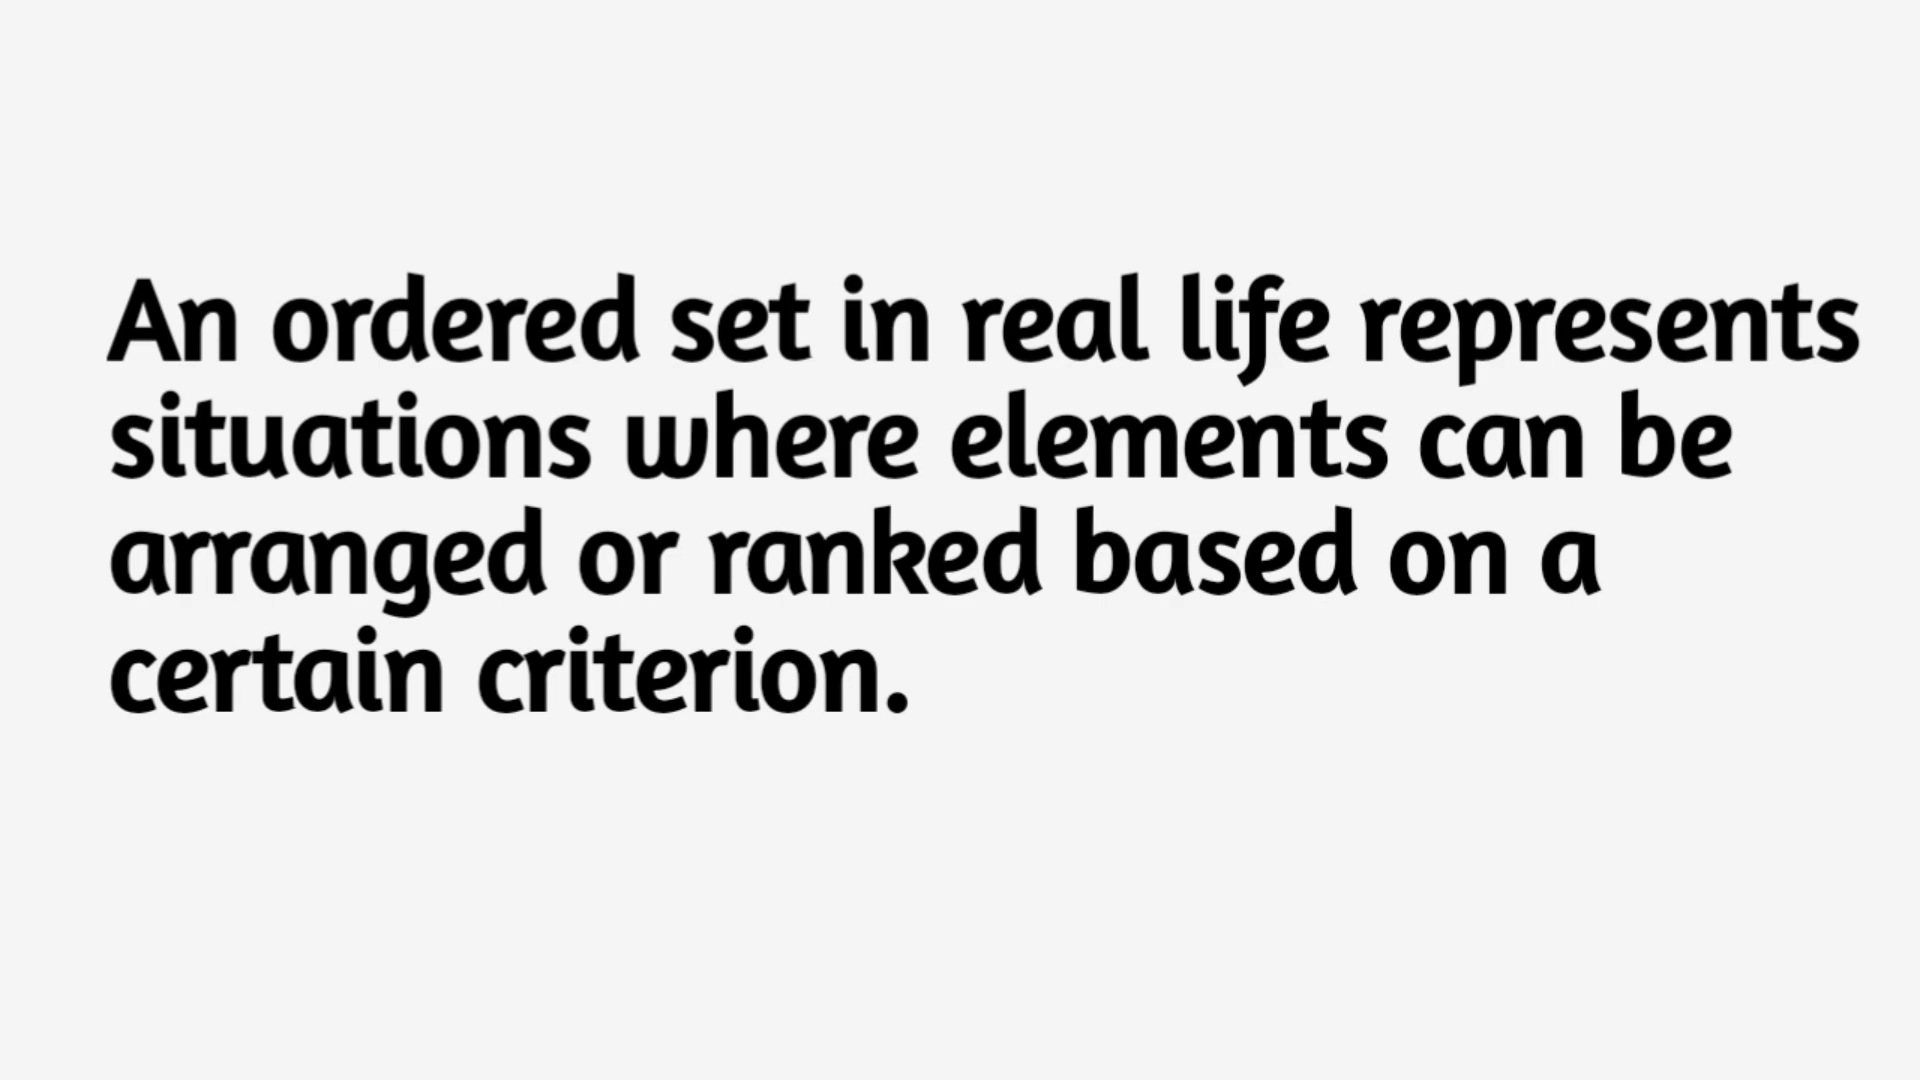 An ordered set in real life represents
situations where elements can be
arranged or ranked based on a
certain criterion.